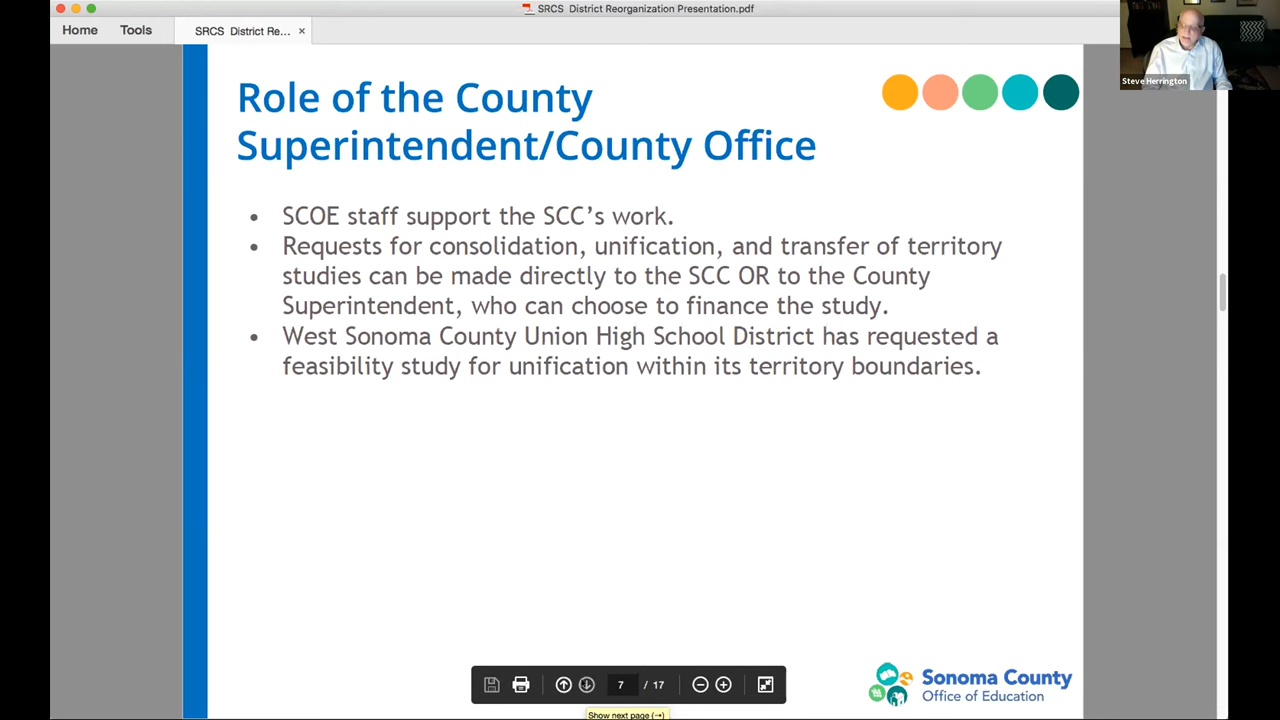 SRCS District Reorganization Presentation.pdf
Home
Tools
SRCS District Re... ×
Steve Herrington
Role of the County
Superintendent/County Office
• SCOE staff support the SCC's work.
• Requests for consolidation, unification, and transfer of territory
studies can be made directly to the SCC OR to the County
Superintendent, who can choose to finance the study.
• West Sonoma County Union High School District has requested a
feasibility study for unification within its territory boundaries.
7 / 17
Show next page (→)
Sonoma County
Office of Education